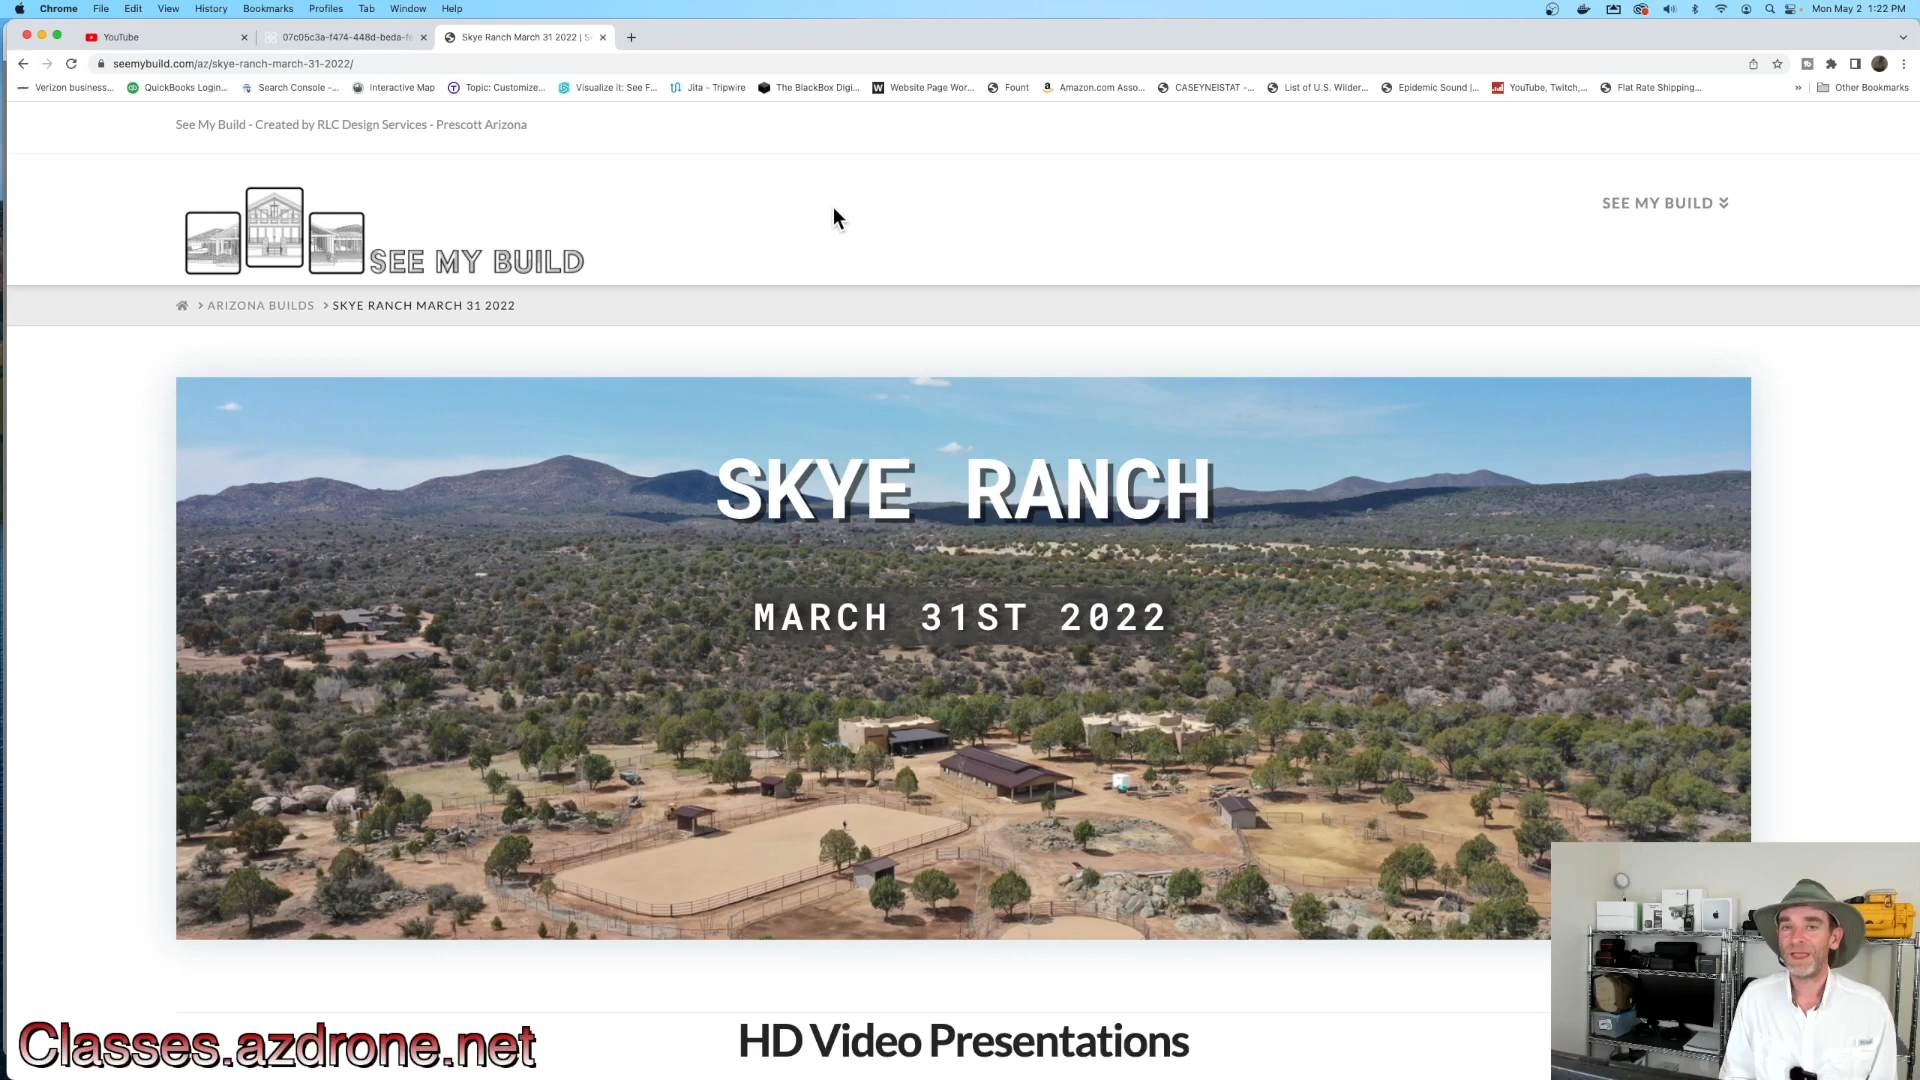 Chrome File Edit View History Bookmarks Profiles Tab Window Help Mon May 2 1:22 PM
YouTube 07c05c3a-f474-448d-beda-f Skye Ranch March 31 2022 |
seemybuild.com/az/skye-ranch-march-31-2022/
Verizon business... QuickBooks Login... Search Console -... Interactive Map Topic: Customize... Visualize it: See F... Jita - Tripwire The BlackBox Digi... Website Page Wor... Fount Amazon.com Asso... CASEYNEISTAT -... List of U.S. Wilder... Epidemic Sound |... YouTube, Twitch,... Flat Rate Shipping... » Other Bookmarks
See My Build - Created by RLC Design Services - Prescott Arizona
SEE MY BUILD
SEE MY BUILD
ARIZONA BUILDS > SKYE RANCH MARCH 31 2022
SKYE RANCH
MARCH 31ST 2022
HD Video Presentations
Classes.azdrone.net